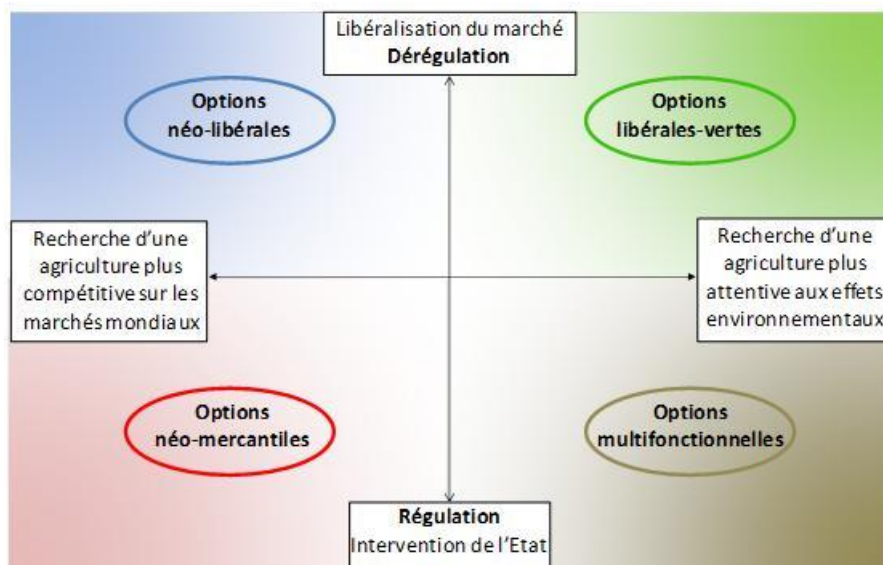 Libéralisation du marché
Dérégulation
Options
néo-libérales
Options
libérales-vertes
Recherche d'une
agriculture plus
compétitive sur les
marchés mondiaux
Recherche d'une
agriculture plus
attentive aux effets
environnementaux
Options
néo-mercantiles
Options
multifonctionnelles
Régulation
Intervention de l'Etat